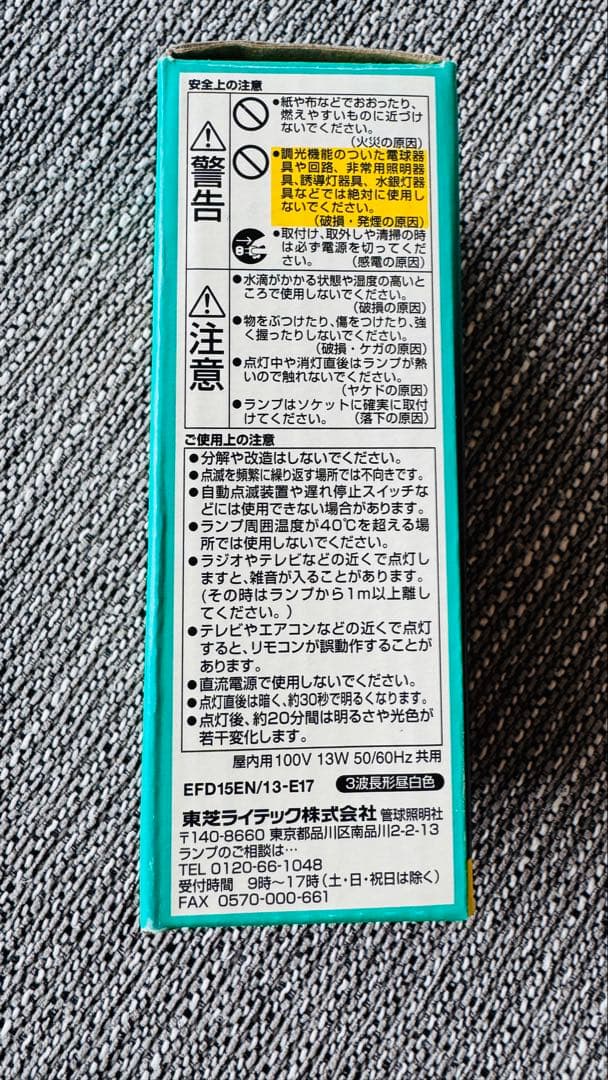 安全上の注意
警告
●紙や布などでおおったり、
燃えやすいものに近づけ
ないでください。
(火災の原因)
●調光機能のついた電球器
具や回路、非常用照明器
具、誘導灯器具、水銀灯器
具などでは絶対に使用し
ないでください。
(破損・発煙の原因)
●取付け、取外しや清掃の時
は必ず電源を切ってくだ
さい。 (感電の原因)
注意
●水滴がかかる状態や湿度の高いと
ころで使用しないでください。
(破損の原因)
●物をぶつけたり、傷をつけたり、強
く握ったりしないでください。
(破損・ケガの原因)
●点灯中や消灯直後はランプが熱
いので触れないでください。
(ヤケドの原因)
●ランプはソケットに確実に取付
けてください。 (落下の原因)
ご使用上の注意
●分解や改造はしないでください。
●点滅を頻繁に繰り返す場所では不向きです。
●自動点滅装置や遅れ停止スイッチな
どには使用できない場合があります。
●ランプ周囲温度が40℃を超える場
所では使用しないでください。
●ラジオやテレビなどの近くで点灯し
ますと、雑音が入ることがあります。
(その時はランプから1m以上離し
てください。)
●テレビやエアコンなどの近くで点灯
すると、リモコンが誤動作することが
あります。
●直流電源で使用しないでください。
●点灯直後は暗く、約30秒で明るくなります。
●点灯後、約20分間は明るさや光色が
若干変化します。
屋内用100V 13W 50/60Hz 共用
EFD15EN/13-E17 3波長形昼白色
東芝ライテック株式会社 管球照明社
〒140-8660 東京都品川区南品川2-2-13
ランプのご相談は…
TEL 0120-66-1048
受付時間 9時〜17時(土・日・祝日は除く)
FAX 0570-000-661